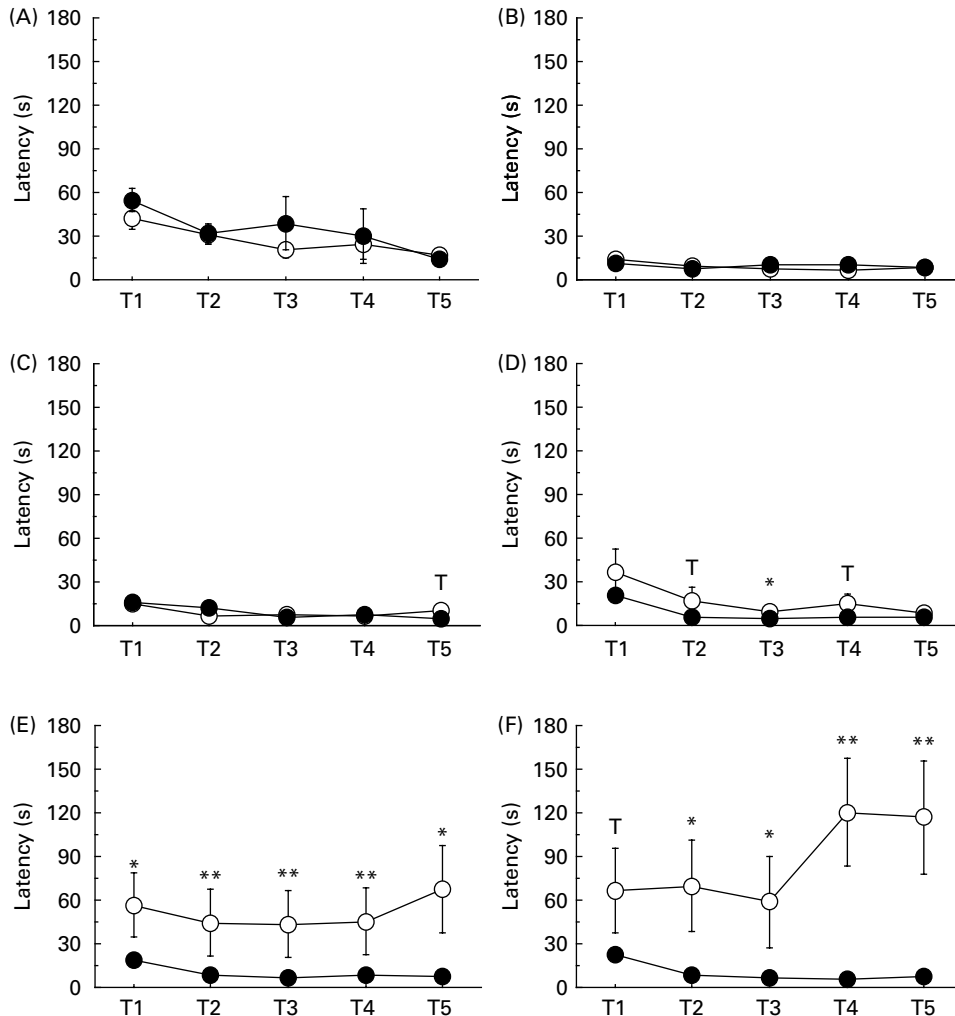 (A)
180
150
120
90
60
30
0
Latency (s)
T1 T2 T3 T4 T5
(B)
180
150
120
90
60
30
0
Latency (s)
T1 T2 T3 T4 T5
(C)
180
150
120
90
60
30
0
Latency (s)
T
T1 T2 T3 T4 T5
(D)
180
150
120
90
60
30
0
Latency (s)
T * T
T1 T2 T3 T4 T5
(E)
180
150
120
90
60
30
0
Latency (s)
* ** ** ** *
T1 T2 T3 T4 T5
(F)
180
150
120
90
60
30
0
Latency (s)
T * * ** **
T1 T2 T3 T4 T5